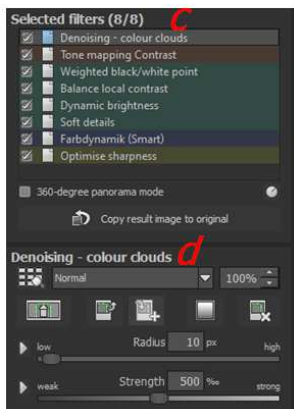 Selected filters (8/8) c
Denoising - colour clouds
Tone mapping Contrast
Weighted black/white point
Balance local contrast
Dynamic brightness
Soft details
Farbdynamik (Smart)
Optimise sharpness
360-degree panorama mode
Copy result image to original
Denoising - colour clouds d
Normal 100%
low Radius 10 px high
weak Strength 500 ‰ strong